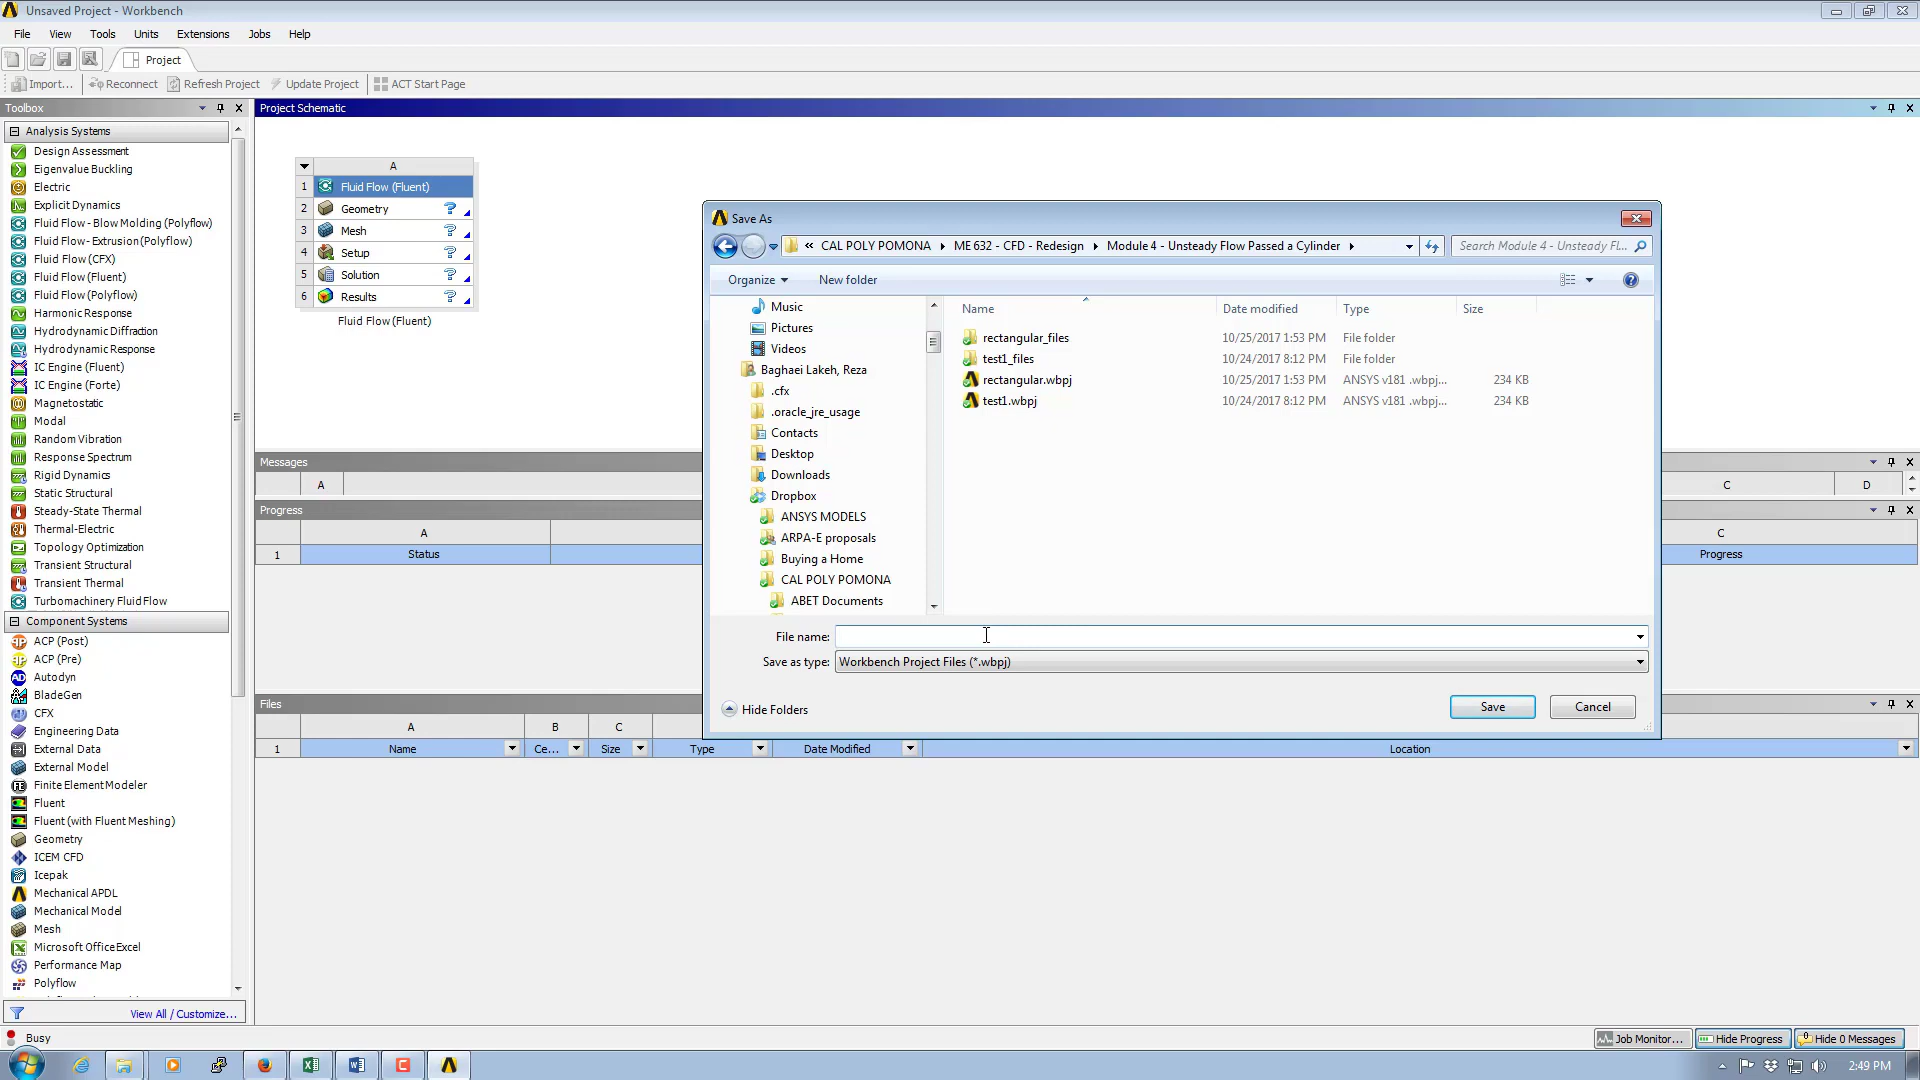 Unsaved Project - Workbench
File View Tools Units Extensions Jobs Help
Project
Import... Reconnect Refresh Project Update Project ACT Start Page
Toolbox
Analysis Systems
Design Assessment
Eigenvalue Buckling
Electric
Explicit Dynamics
Fluid Flow - Blow Molding (Polyflow)
Fluid Flow - Extrusion (Polyflow)
Fluid Flow (CFX)
Fluid Flow (Fluent)
Fluid Flow (Polyflow)
Harmonic Response
Hydrodynamic Diffraction
Hydrodynamic Response
IC Engine (Fluent)
IC Engine (Forte)
Magnetostatic
Modal
Random Vibration
Response Spectrum
Rigid Dynamics
Static Structural
Steady-State Thermal
Thermal-Electric
Topology Optimization
Transient Structural
Transient Thermal
Turbomachinery Fluid Flow
Component Systems
ACP (Post)
ACP (Pre)
Autodyn
BladeGen
CFX
Engineering Data
External Data
External Model
Finite Element Modeler
Fluent
Fluent (with Fluent Meshing)
Geometry
ICEM CFD
Icepak
Mechanical APDL
Mechanical Model
Mesh
Microsoft Office Excel
Performance Map
Polyflow
View All / Customize...
Project Schematic
A
1 Fluid Flow (Fluent)
2 Geometry ?
3 Mesh ?
4 Setup ?
5 Solution ?
6 Results ?
Fluid Flow (Fluent)
Messages
A C D
Progress
A C
1 Status Progress
Files
A B C
1 Name Ce... Size Type Date Modified Location
Save As
« CAL POLY POMONA ME 632 - CFD - Redesign Module 4 - Unsteady Flow Passed a Cylinder Search Module 4 - Unsteady Fl...
Organize New folder
Music
Pictures
Videos
Baghaei Lakeh, Reza
.cfx
.oracle_jre_usage
Contacts
Desktop
Downloads
Dropbox
ANSYS MODELS
ARPA-E proposals
Buying a Home
CAL POLY POMONA
ABET Documents
Name Date modified Type Size
rectangular_files 10/25/2017 1:53 PM File folder
test1_files 10/24/2017 8:12 PM File folder
rectangular.wbpj 10/25/2017 1:53 PM ANSYS v181 .wbpj... 234 KB
test1.wbpj 10/24/2017 8:12 PM ANSYS v181 .wbpj... 234 KB
File name:
Save as type: Workbench Project Files (*.wbpj)
Hide Folders Save Cancel
Busy Job Monitor... Hide Progress Hide 0 Messages
2:49 PM